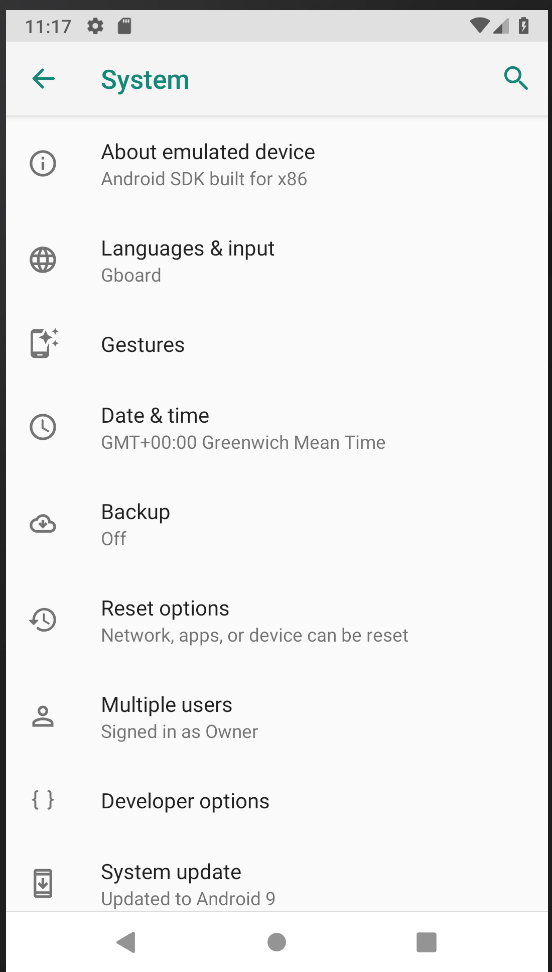 11:17
System
About emulated device
Android SDK built for x86
Languages & input
Gboard
Gestures
Date & time
GMT+00:00 Greenwich Mean Time
Backup
Off
Reset options
Network, apps, or device can be reset
Multiple users
Signed in as Owner
{ } Developer options
System update
Updated to Android 9